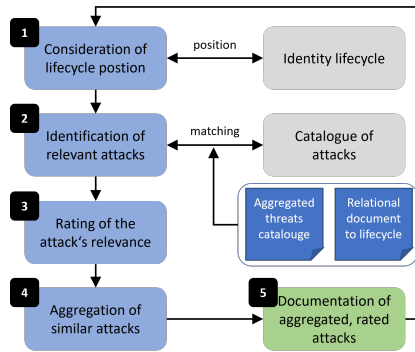 1
Consideration of
lifecycle postion
position
Identity lifecycle
2
Identification of
relevant attacks
matching
Catalogue of
attacks
Aggregated
threats
catalouge
Relational
document
to lifecycle
3
Rating of the
attack's relevance
4
Aggregation of
similar attacks
5
Documentation of
aggregated, rated
attacks